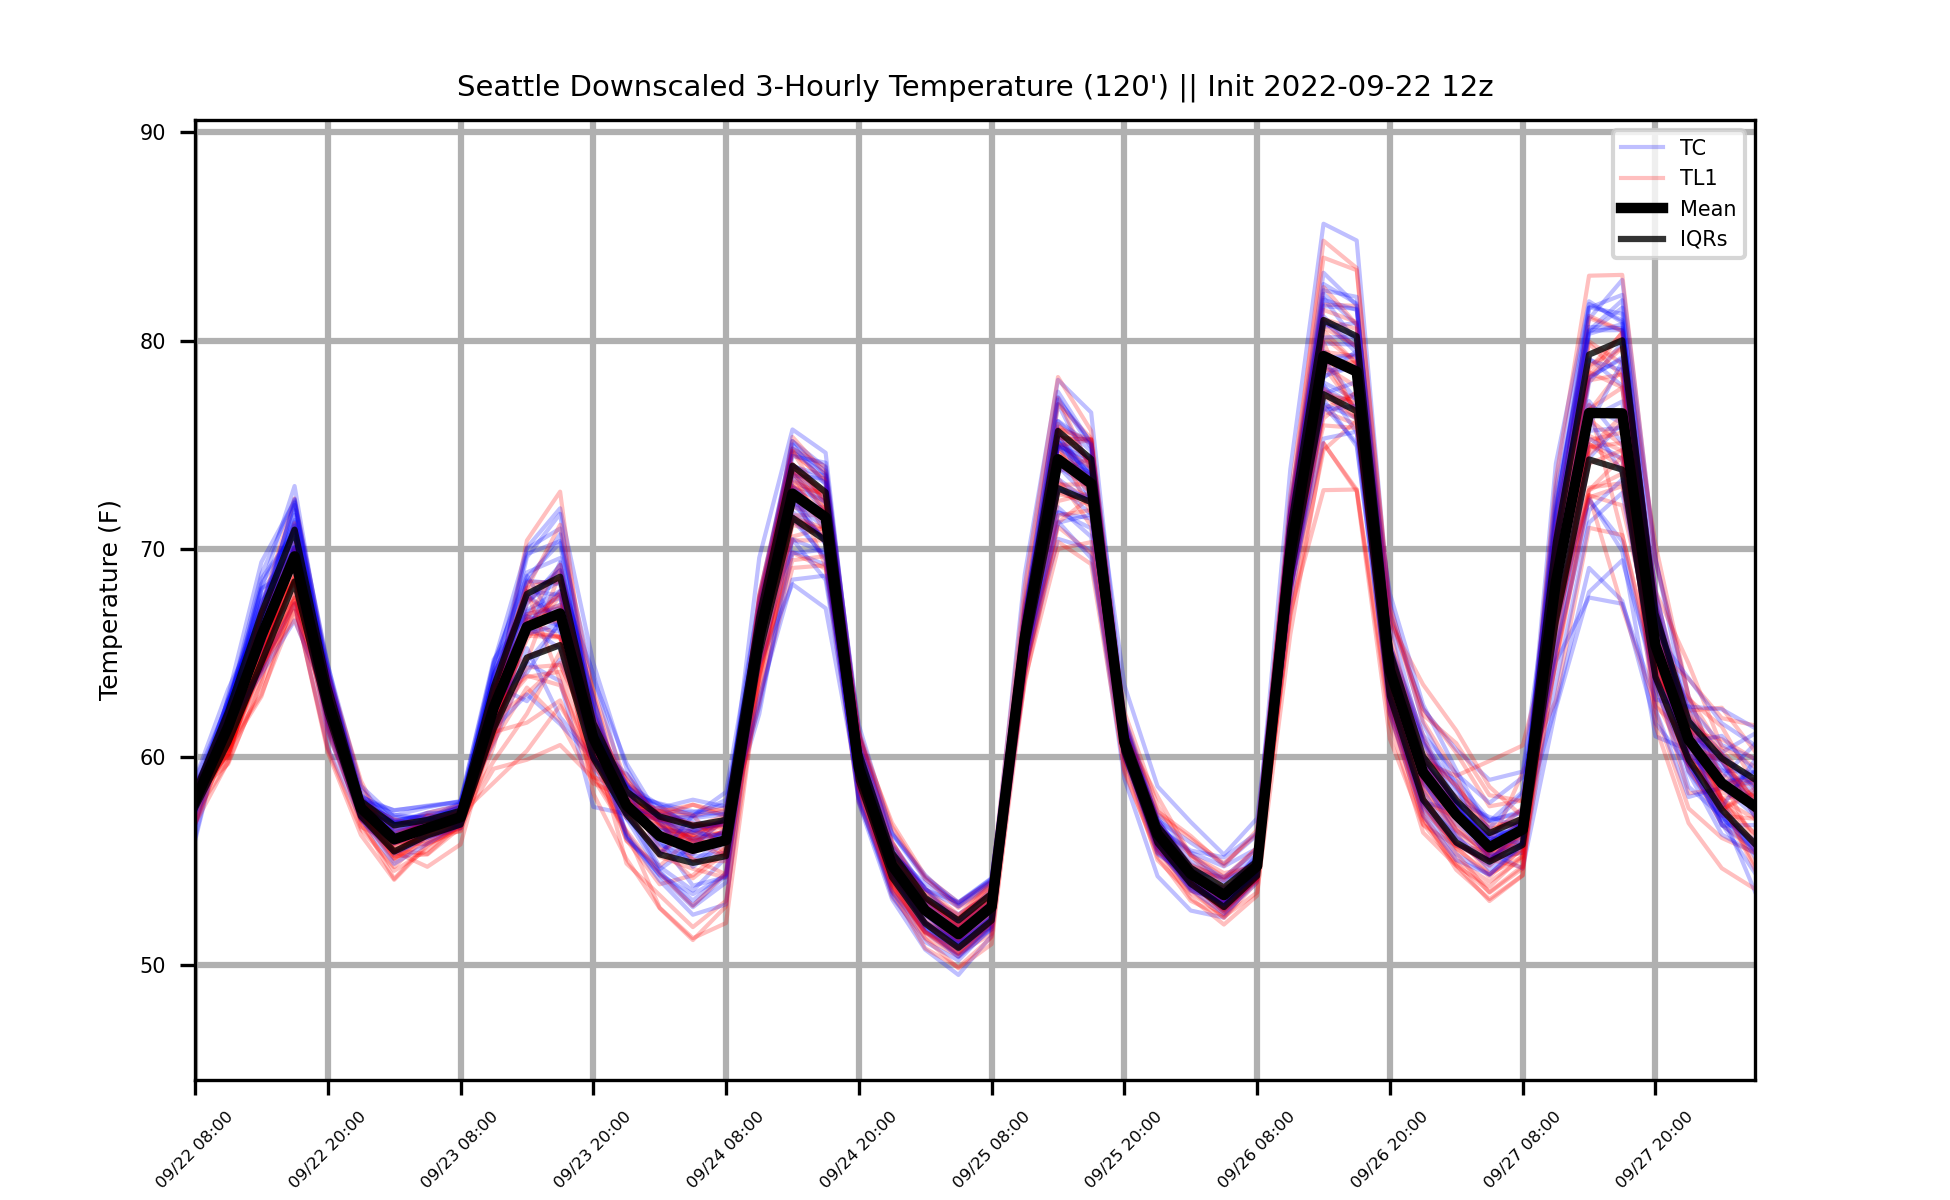 Seattle Downscaled 3-Hourly Temperature (120') || Init 2022-09-22 12z
90
80
70
60
50
Temperature (F)
TC
TL1
Mean
IQRs
09/22 08:00
09/22 20:00
09/23 08:00
09/23 20:00
09/24 08:00
09/24 20:00
09/25 08:00
09/25 20:00
09/26 08:00
09/26 20:00
09/27 08:00
09/27 20:00